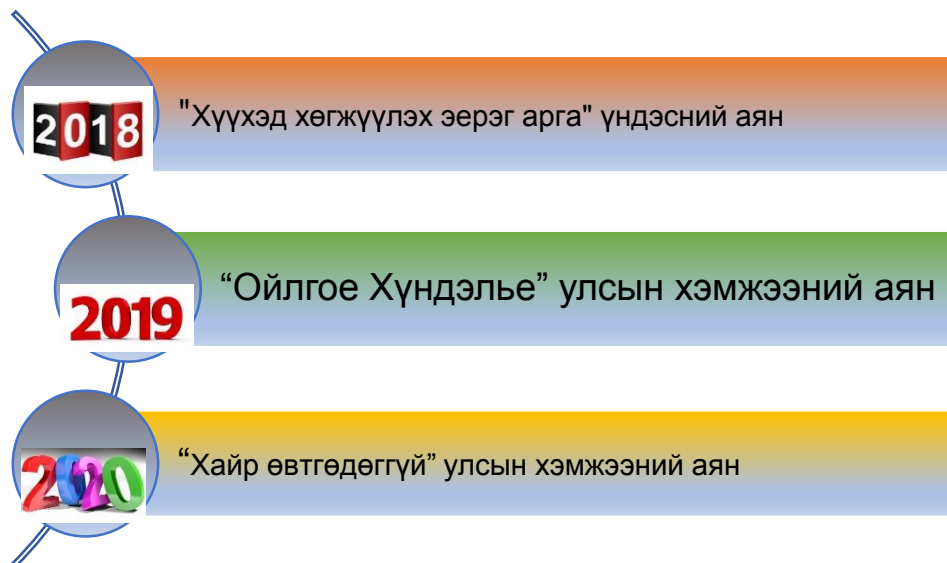 2018
"Хүүхэд хөгжүүлэх эерэг арга" үндэсний аян
2019
“Ойлгое Хүндэлье” улсын хэмжээний аян
2020
“Хайр өвтгөдөггүй” улсын хэмжээний аян